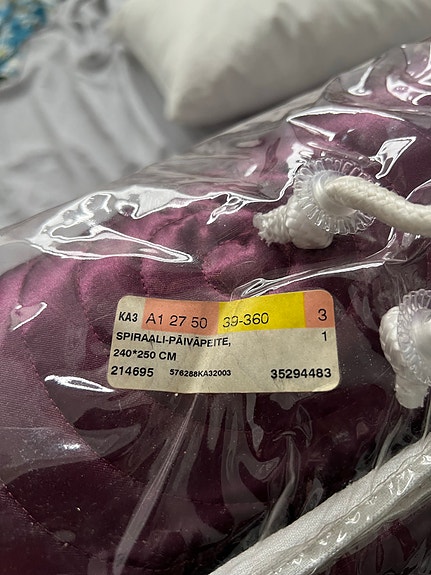 KA3 A1 27 50 39-360 3
SPIRAALI-PÄIVÄPEITE, 1
240*250 CM
214695 576288KA32003 35294483